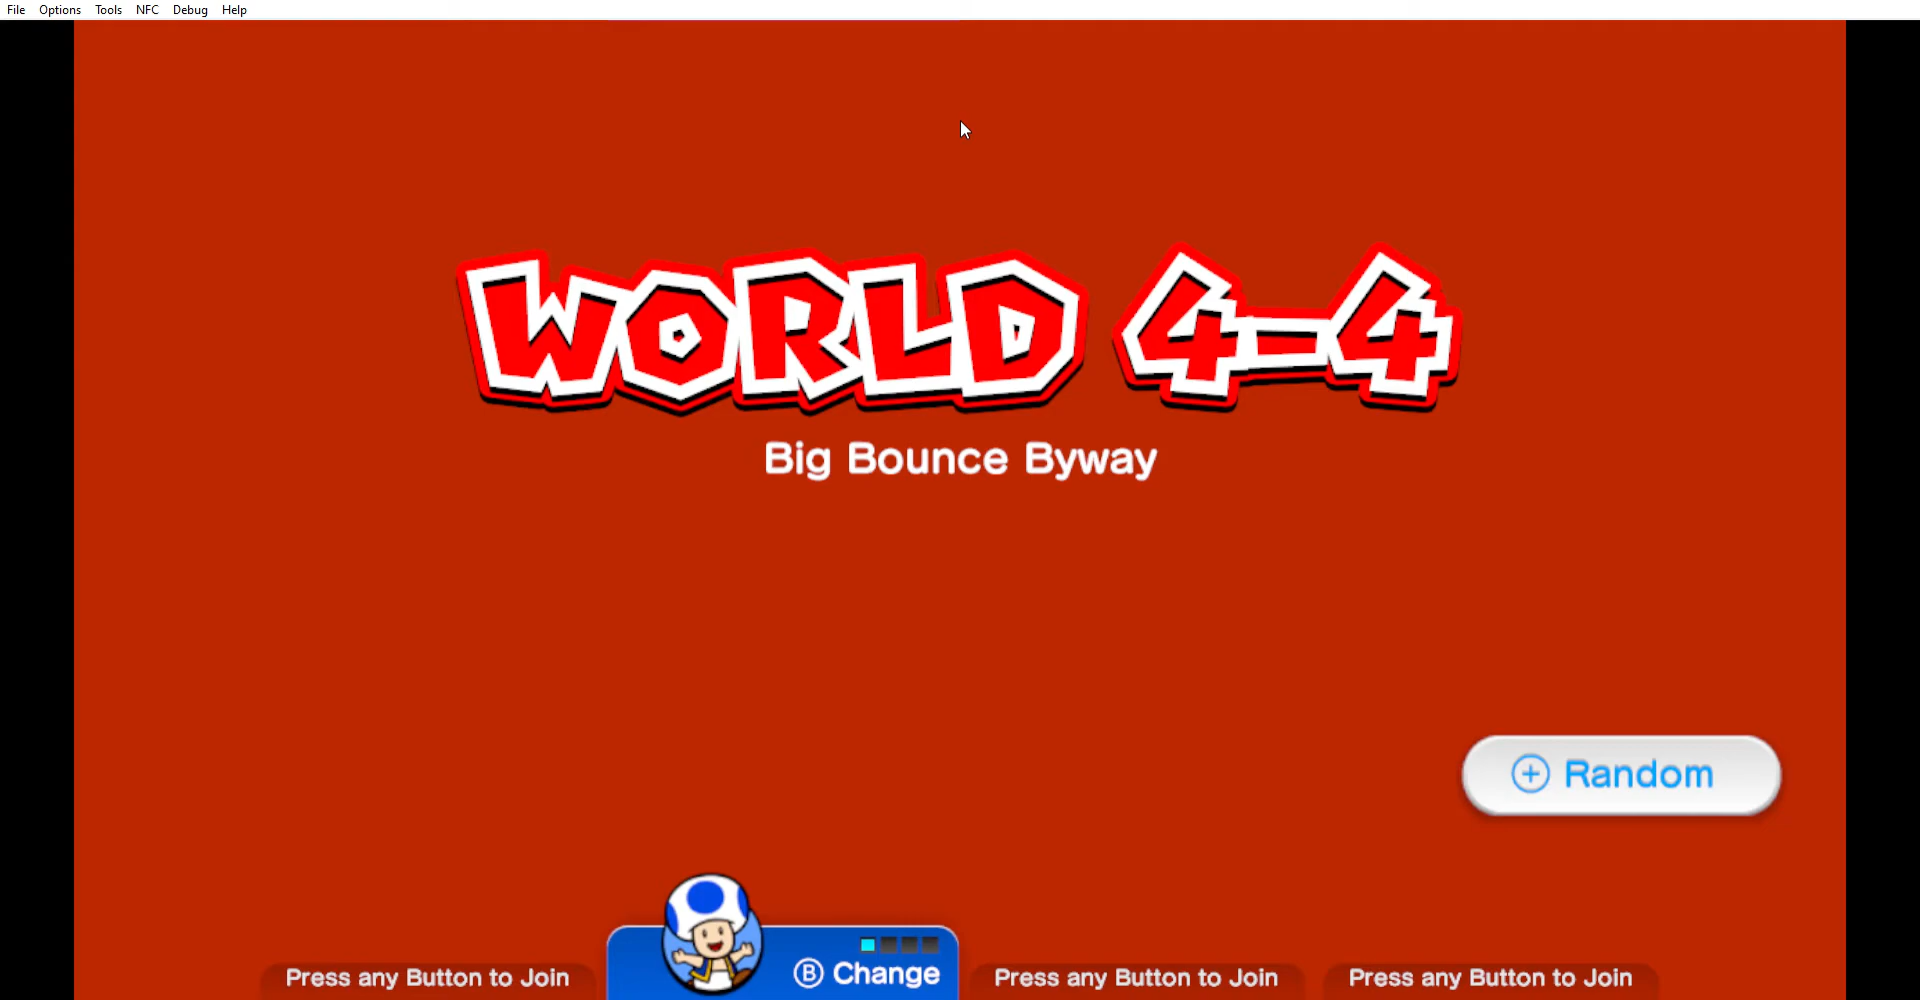 File Options Tools NFC Debug Help
WORLD 4-4
Big Bounce Byway
+ Random
Press any Button to Join
B Change
Press any Button to Join
Press any Button to Join